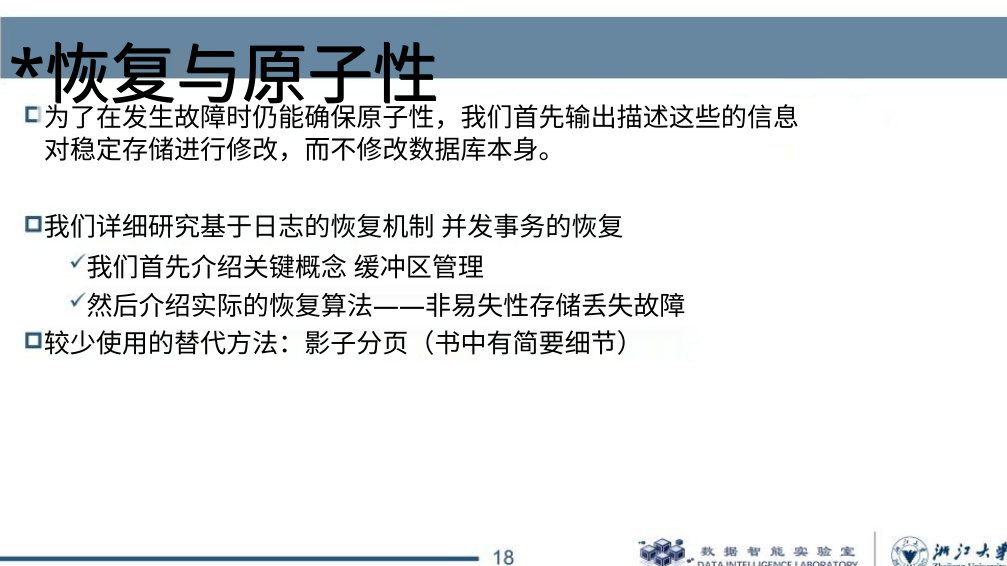 *恢复与原子性
为了在发生故障时仍能确保原子性，我们首先输出描述这些的信息
对稳定存储进行修改，而不修改数据库本身。
我们详细研究基于日志的恢复机制 并发事务的恢复
我们首先介绍关键概念 缓冲区管理
然后介绍实际的恢复算法——非易失性存储丢失故障
较少使用的替代方法：影子分页（书中有简要细节）
18
数据智能实验室
DATA INTELLIGENCE LABORATORY
浙江大学
Zhejiang University